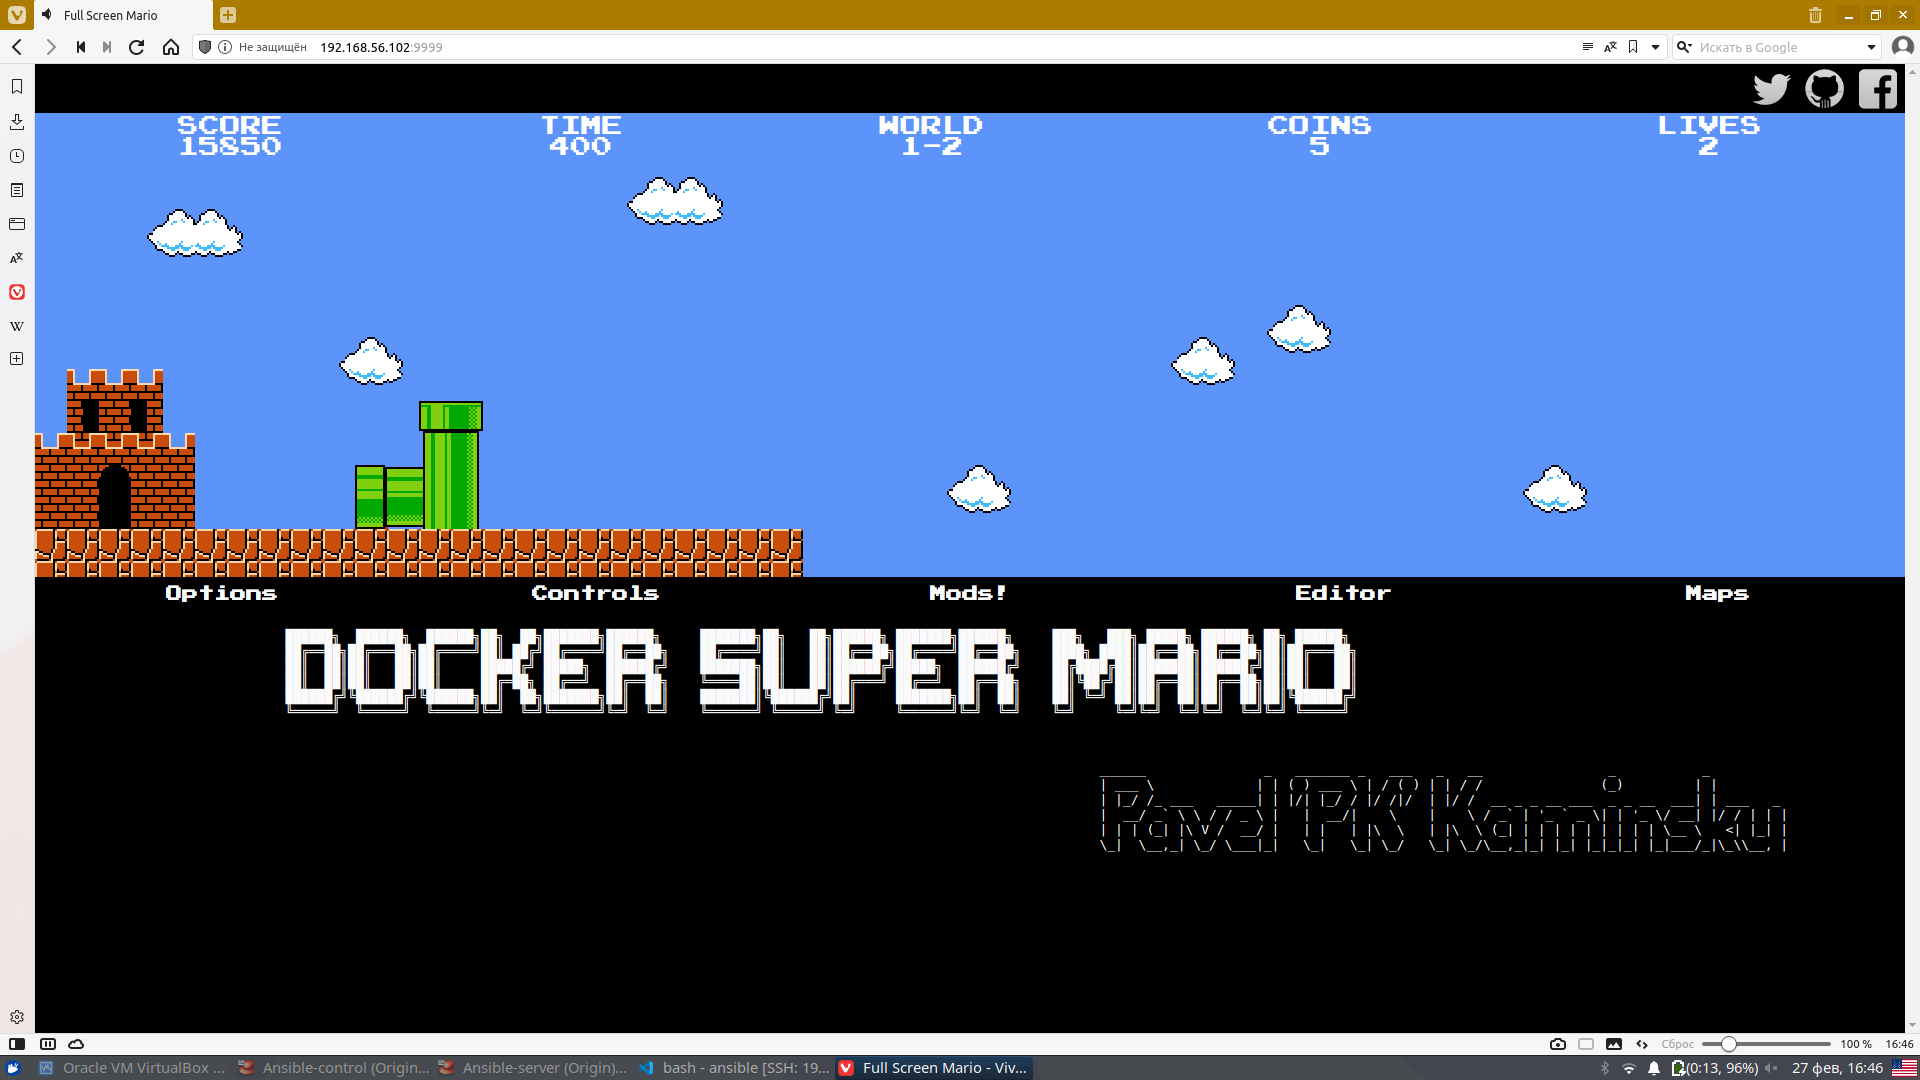 Full Screen Mario
Не защищён 192.168.56.102:9999
Искать в Google
SCORE TIME WORLD COINS LIVES
15850 400 1-2 5 2
Options Controls Mods! Editor Maps
DOCKER SUPER MARIO
Pavel 'PK' Kaminsky
Сброс 100 % 16:46
Oracle VM VirtualBox ... Ansible-control (Origin... Ansible-server (Origin)... bash - ansible [SSH: 19... Full Screen Mario - Viv... (0:13, 96%) 27 фев, 16:46